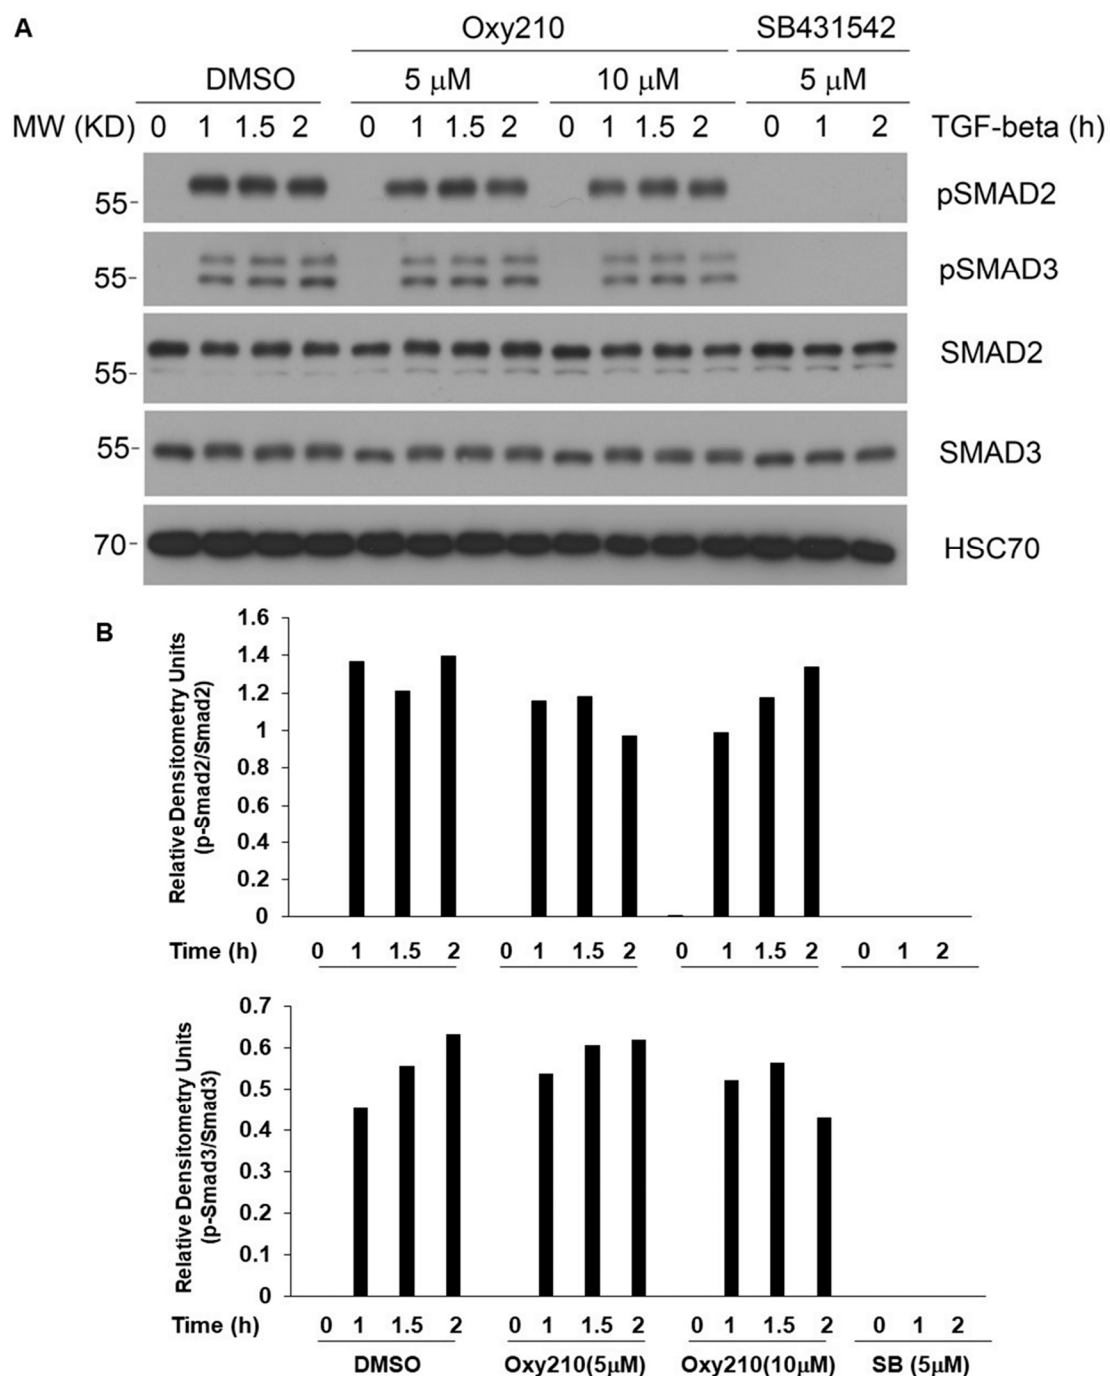 A
Oxy210 SB431542
DMSO 5 μM 10 μM 5 μM
MW (KD) 0 1 1.5 2 0 1 1.5 2 0 1 1.5 2 0 1 2 TGF-beta (h)
55- pSMAD2
55- pSMAD3
55- SMAD2
55- SMAD3
70- HSC70
B
Relative Densitometry Units
(p-Smad2/Smad2)
1.6
1.4
1.2
1
0.8
0.6
0.4
0.2
0
Time (h) 0 1 1.5 2 0 1 1.5 2 0 1 1.5 2 0 1 2
Relative Densitometry Units
(p-Smad3/Smad3)
0.7
0.6
0.5
0.4
0.3
0.2
0.1
0
Time (h) 0 1 1.5 2 0 1 1.5 2 0 1 1.5 2 0 1 2
DMSO Oxy210(5μM) Oxy210(10μM) SB (5μM)